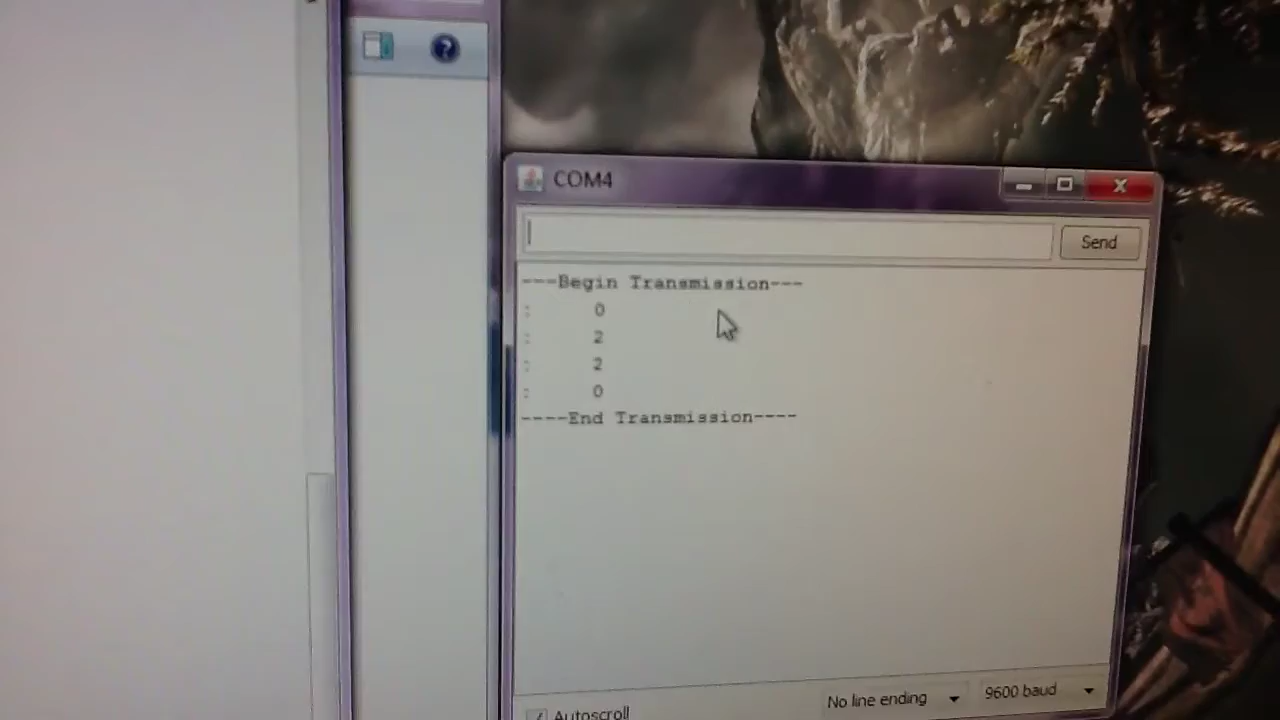 COM4
Send
---Begin Transmission---
: 0
: 2
: 2
: 0
----End Transmission----
Autoscroll
No line ending
9600 baud